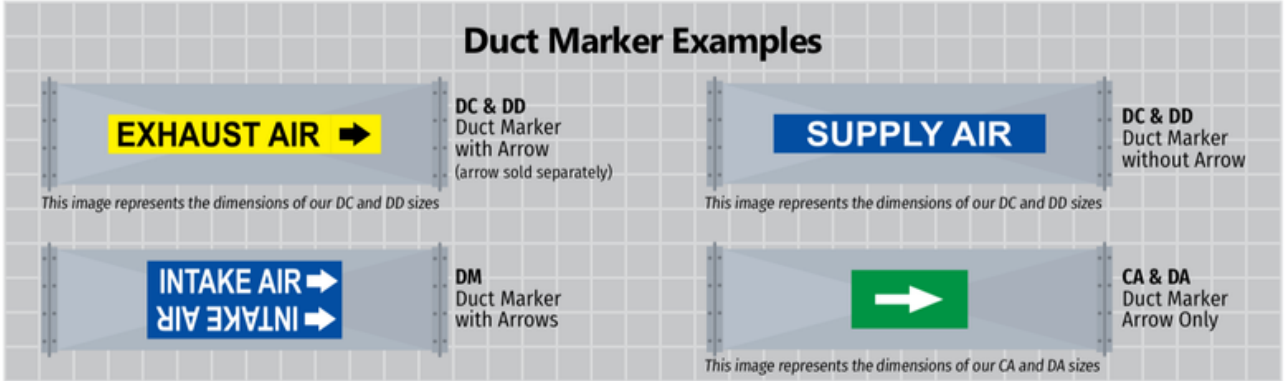 Duct Marker Examples
EXHAUST AIR
DC & DD
Duct Marker
with Arrow
(arrow sold separately)
This image represents the dimensions of our DC and DD sizes
SUPPLY AIR
DC & DD
Duct Marker
without Arrow
This image represents the dimensions of our DC and DD sizes
INTAKE AIR
INTAKE AIR
DM
Duct Marker
with Arrows
CA & DA
Duct Marker
Arrow Only
This image represents the dimensions of our CA and DA sizes